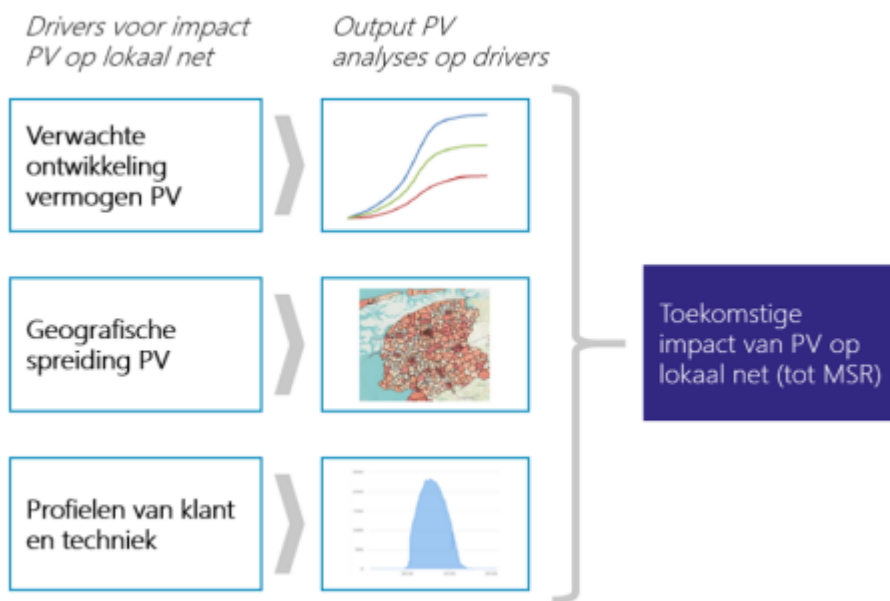 Drivers voor impact
PV op lokaal net
Output PV
analyses op drivers
Verwachte
ontwikkeling
vermogen PV
Geografische
spreiding PV
Toekomstige
impact van PV op
lokaal net (tot MSR)
Profielen van klant
en techniek